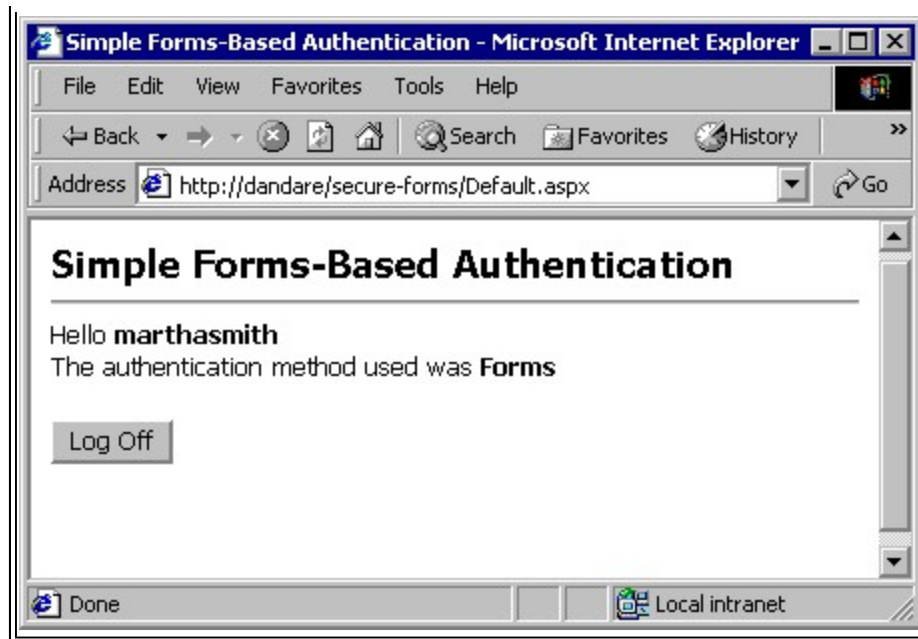 Simple Forms-Based Authentication - Microsoft Internet Explorer
File Edit View Favorites Tools Help
Back Search Favorites History »
Address http://dandare/secure-forms/Default.aspx Go
Simple Forms-Based Authentication
Hello marthasmith
The authentication method used was Forms
Log Off
Done Local intranet